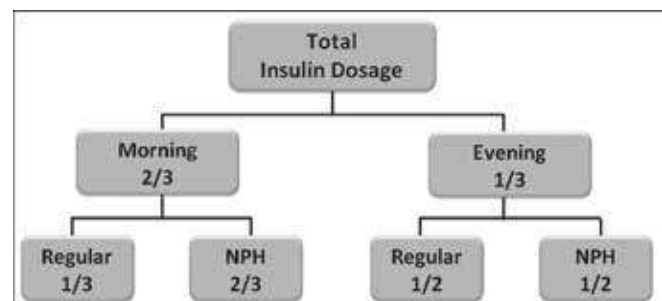 Total
Insulin Dosage
Morning
2/3
Evening
1/3
Regular
1/3
NPH
2/3
Regular
1/2
NPH
1/2